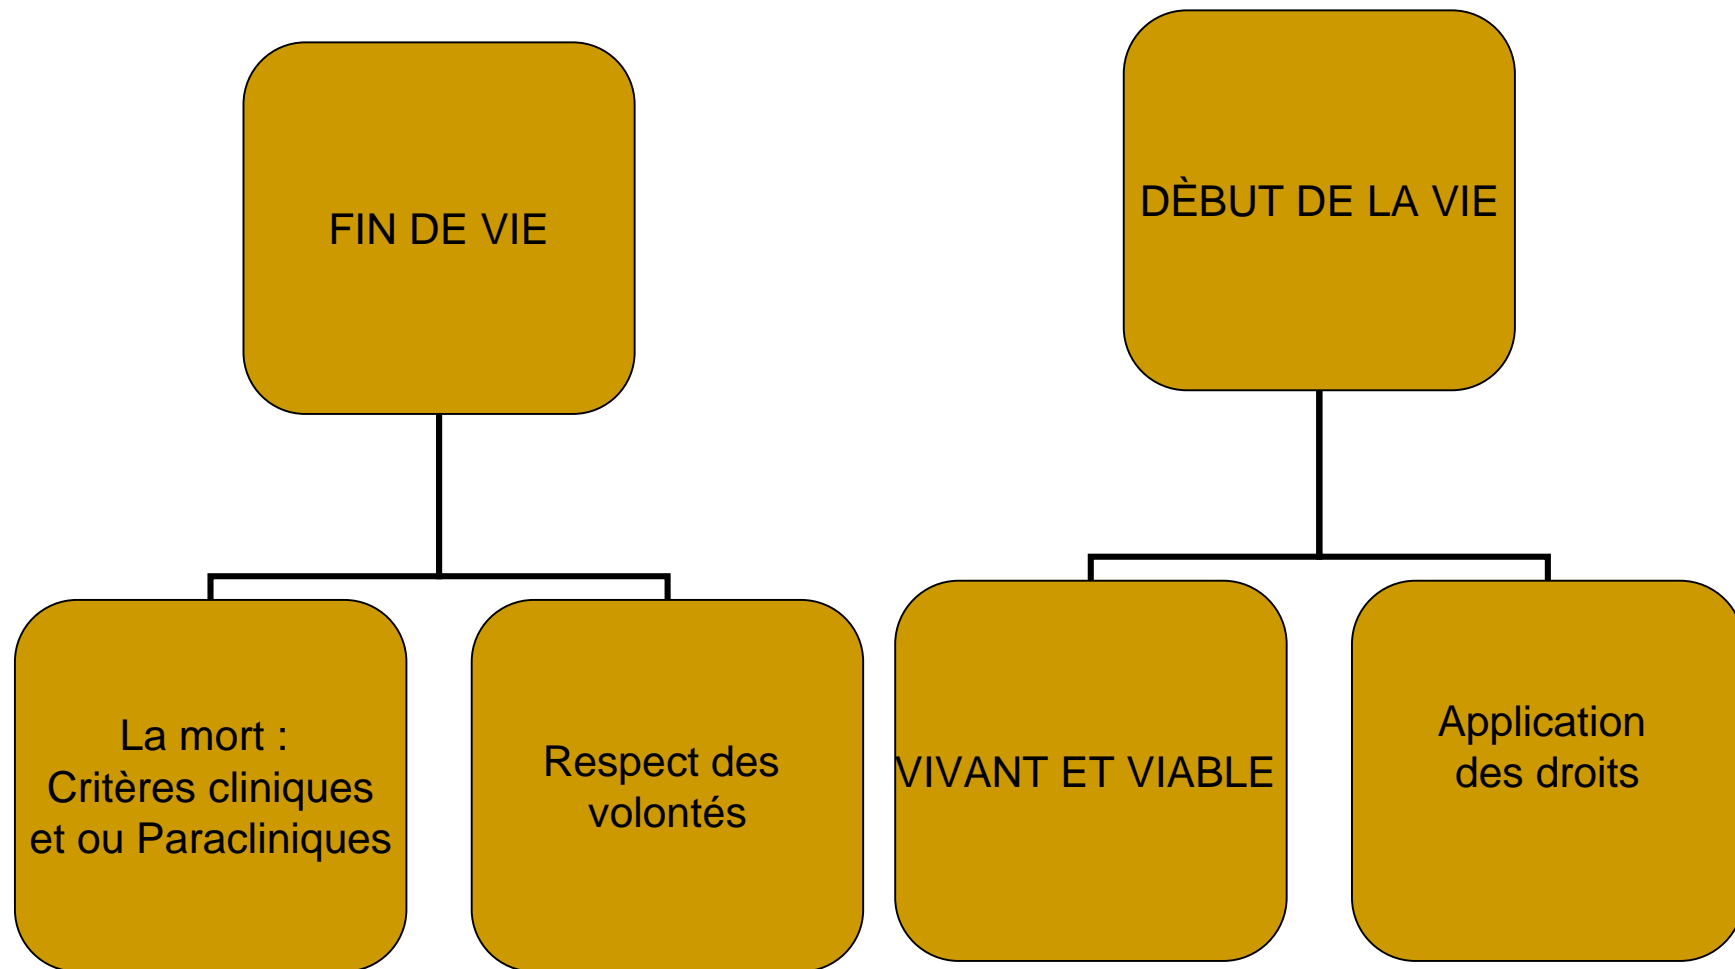 FIN DE VIE
DÈBUT DE LA VIE
La mort :
Critères cliniques
et ou Paracliniques
Respect des
volontés
VIVANT ET VIABLE
Application
des droits